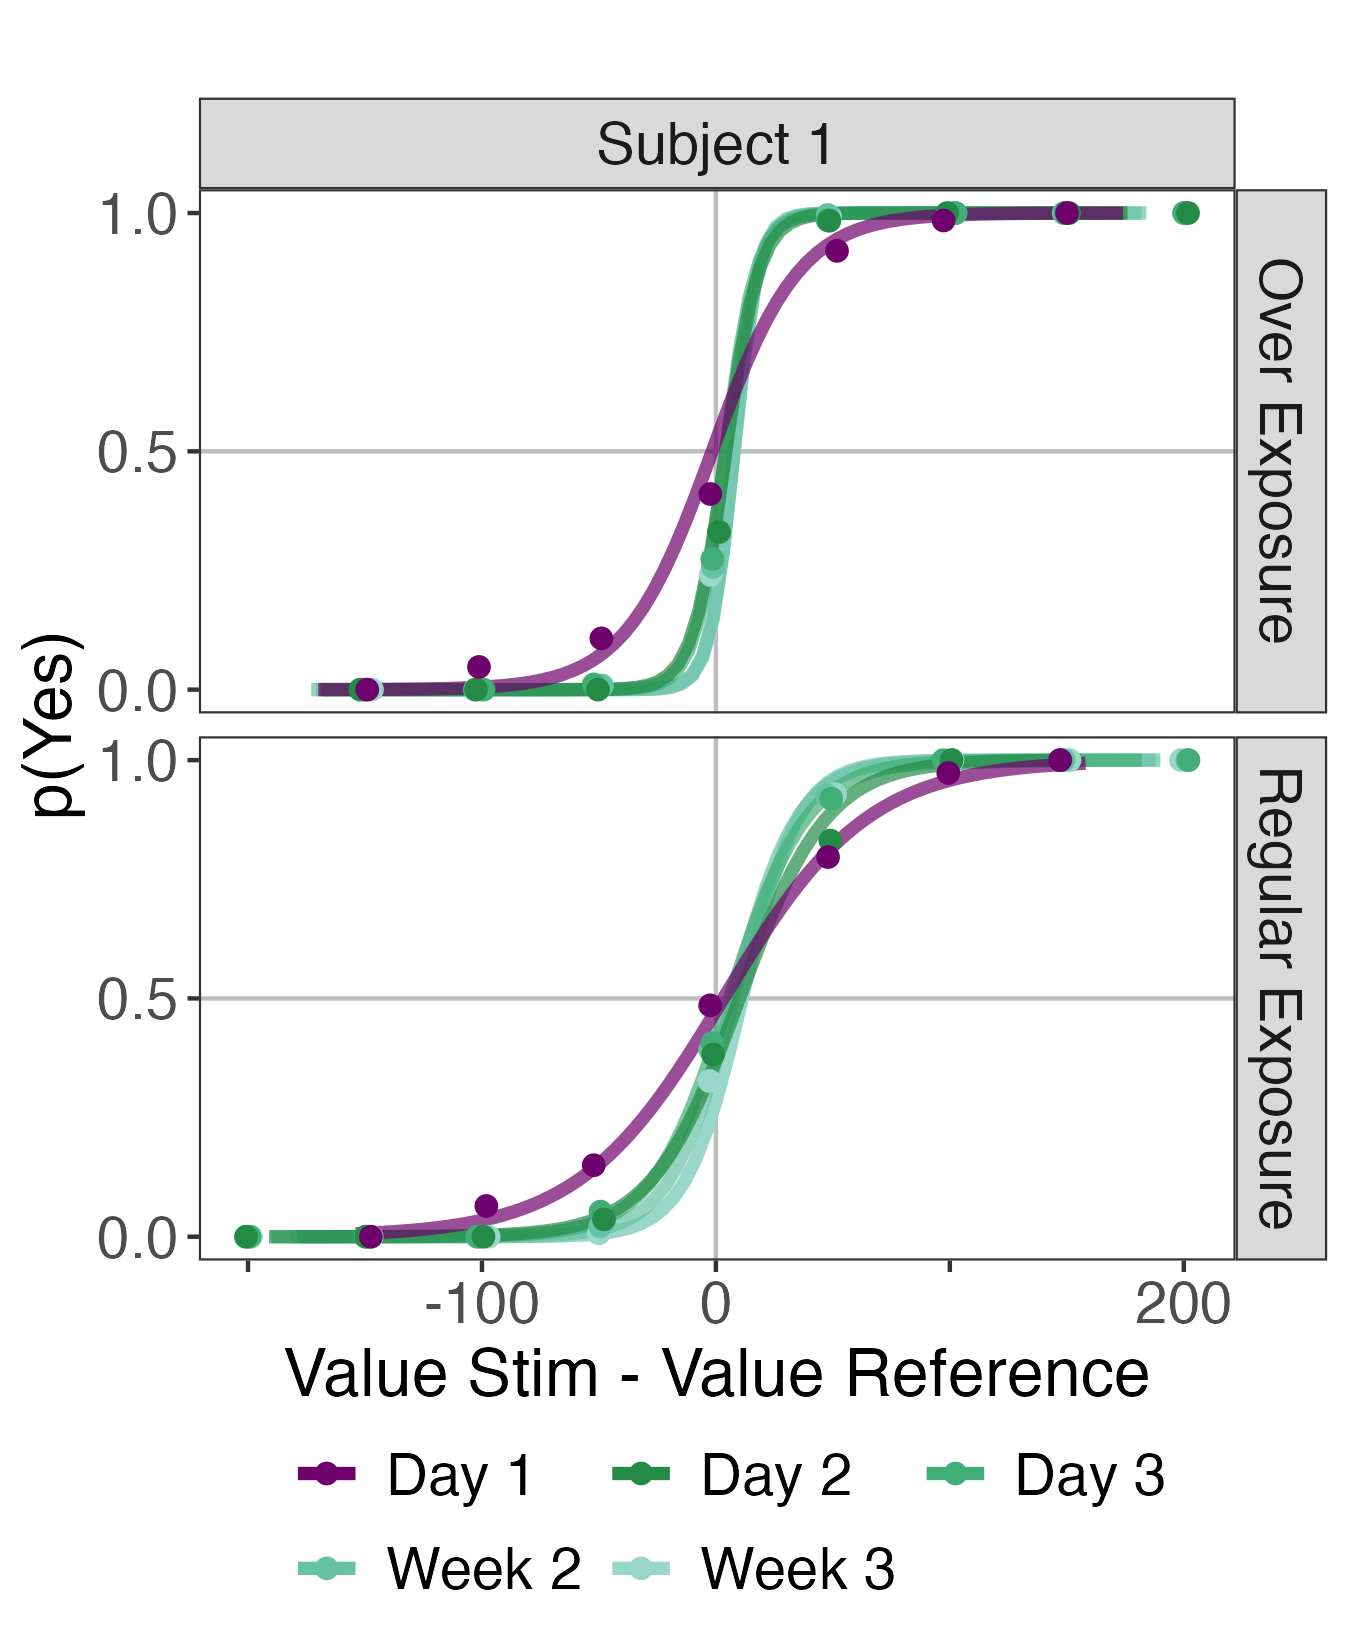 Subject 1
1.0
0.5
0.0
Over Exposure
p(Yes)
1.0
0.5
0.0
Regular Exposure
-100 0 200
Value Stim - Value Reference
Day 1 Day 2 Day 3
Week 2 Week 3